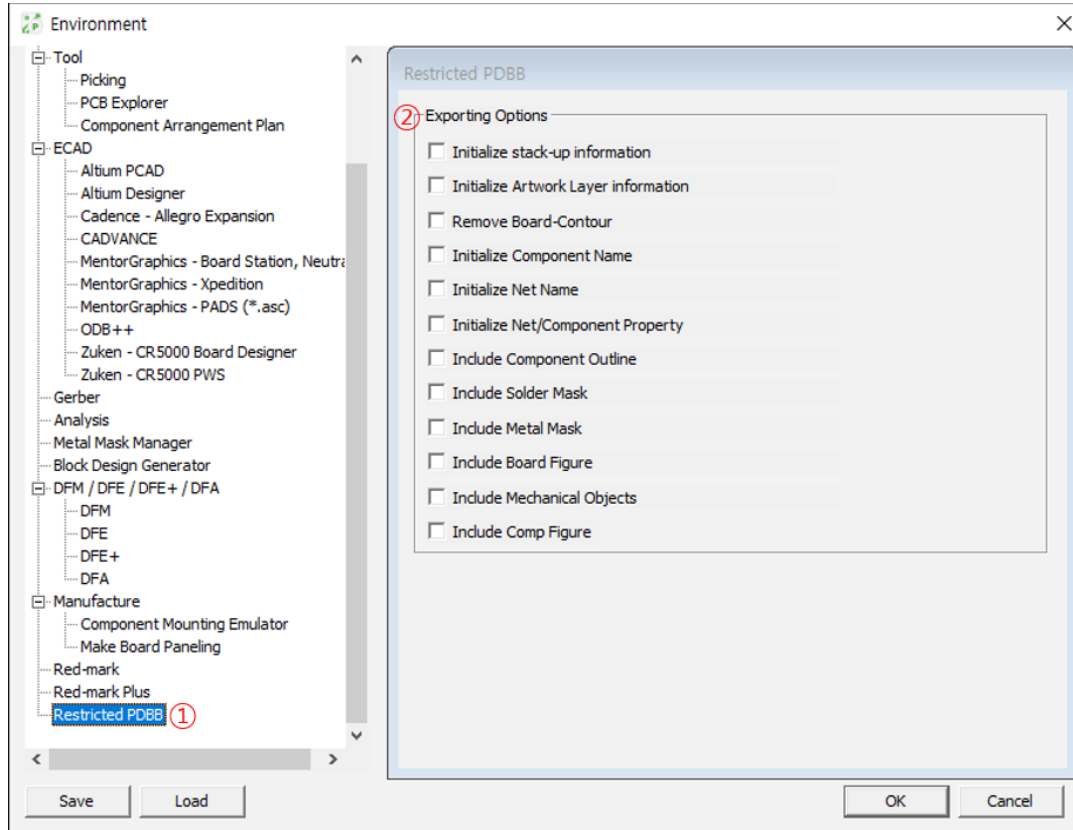 Environment
Tool
Picking
PCB Explorer
Component Arrangement Plan
ECAD
Altium PCAD
Altium Designer
Cadence - Allegro Expansion
CADVANCE
MentorGraphics - Board Station, Neutra
MentorGraphics - Xpedition
MentorGraphics - PADS (*.asc)
ODB++
Zuken - CR5000 Board Designer
Zuken - CR5000 PWS
Gerber
Analysis
Metal Mask Manager
Block Design Generator
DFM / DFE / DFE+ / DFA
DFM
DFE
DFE+
DFA
Manufacture
Component Mounting Emulator
Make Board Paneling
Red-mark
Red-mark Plus
Restricted PDBB ①
Restricted PDBB
② Exporting Options
Initialize stack-up information
Initialize Artwork Layer information
Remove Board-Contour
Initialize Component Name
Initialize Net Name
Initialize Net/Component Property
Include Component Outline
Include Solder Mask
Include Metal Mask
Include Board Figure
Include Mechanical Objects
Include Comp Figure
Save Load OK Cancel